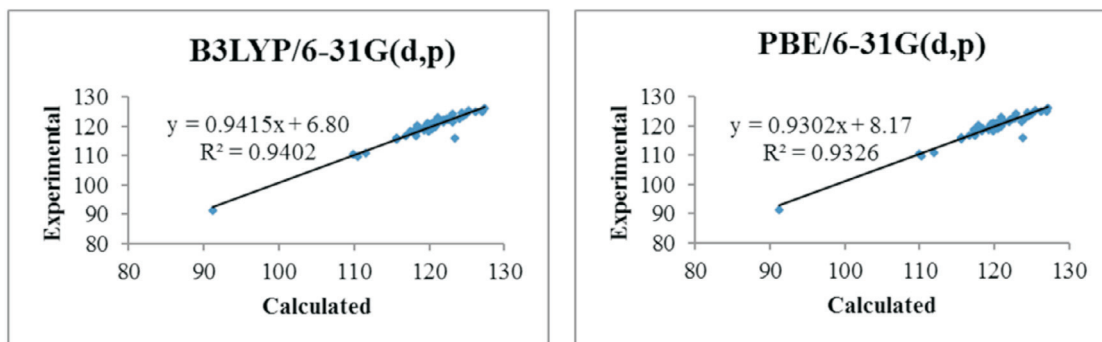 B3LYP/6-31G(d,p)
Experimental
130
120
110
100
90
80
y = 0.9415x + 6.80
R² = 0.9402
80 90 100 110 120 130
Calculated
PBE/6-31G(d,p)
Experimental
130
120
110
100
90
80
y = 0.9302x + 8.17
R² = 0.9326
80 90 100 110 120 130
Calculated